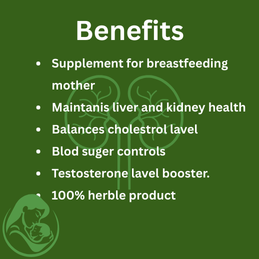 Benefits
Supplement for breastfeeding
mother
Maintanis liver and kidney health
Balances cholestrol lavel
Blod suger controls
Testosterone lavel booster.
100% herble product